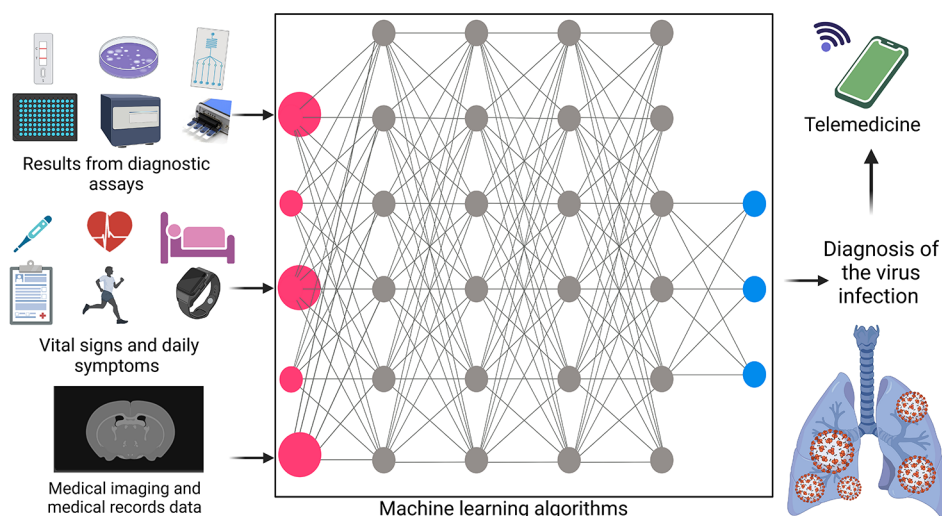 Results from diagnostic
assays
Vital signs and daily
symptoms
Medical imaging and
medical records data
Machine learning algorithms
Telemedicine
Diagnosis of
the virus
infection